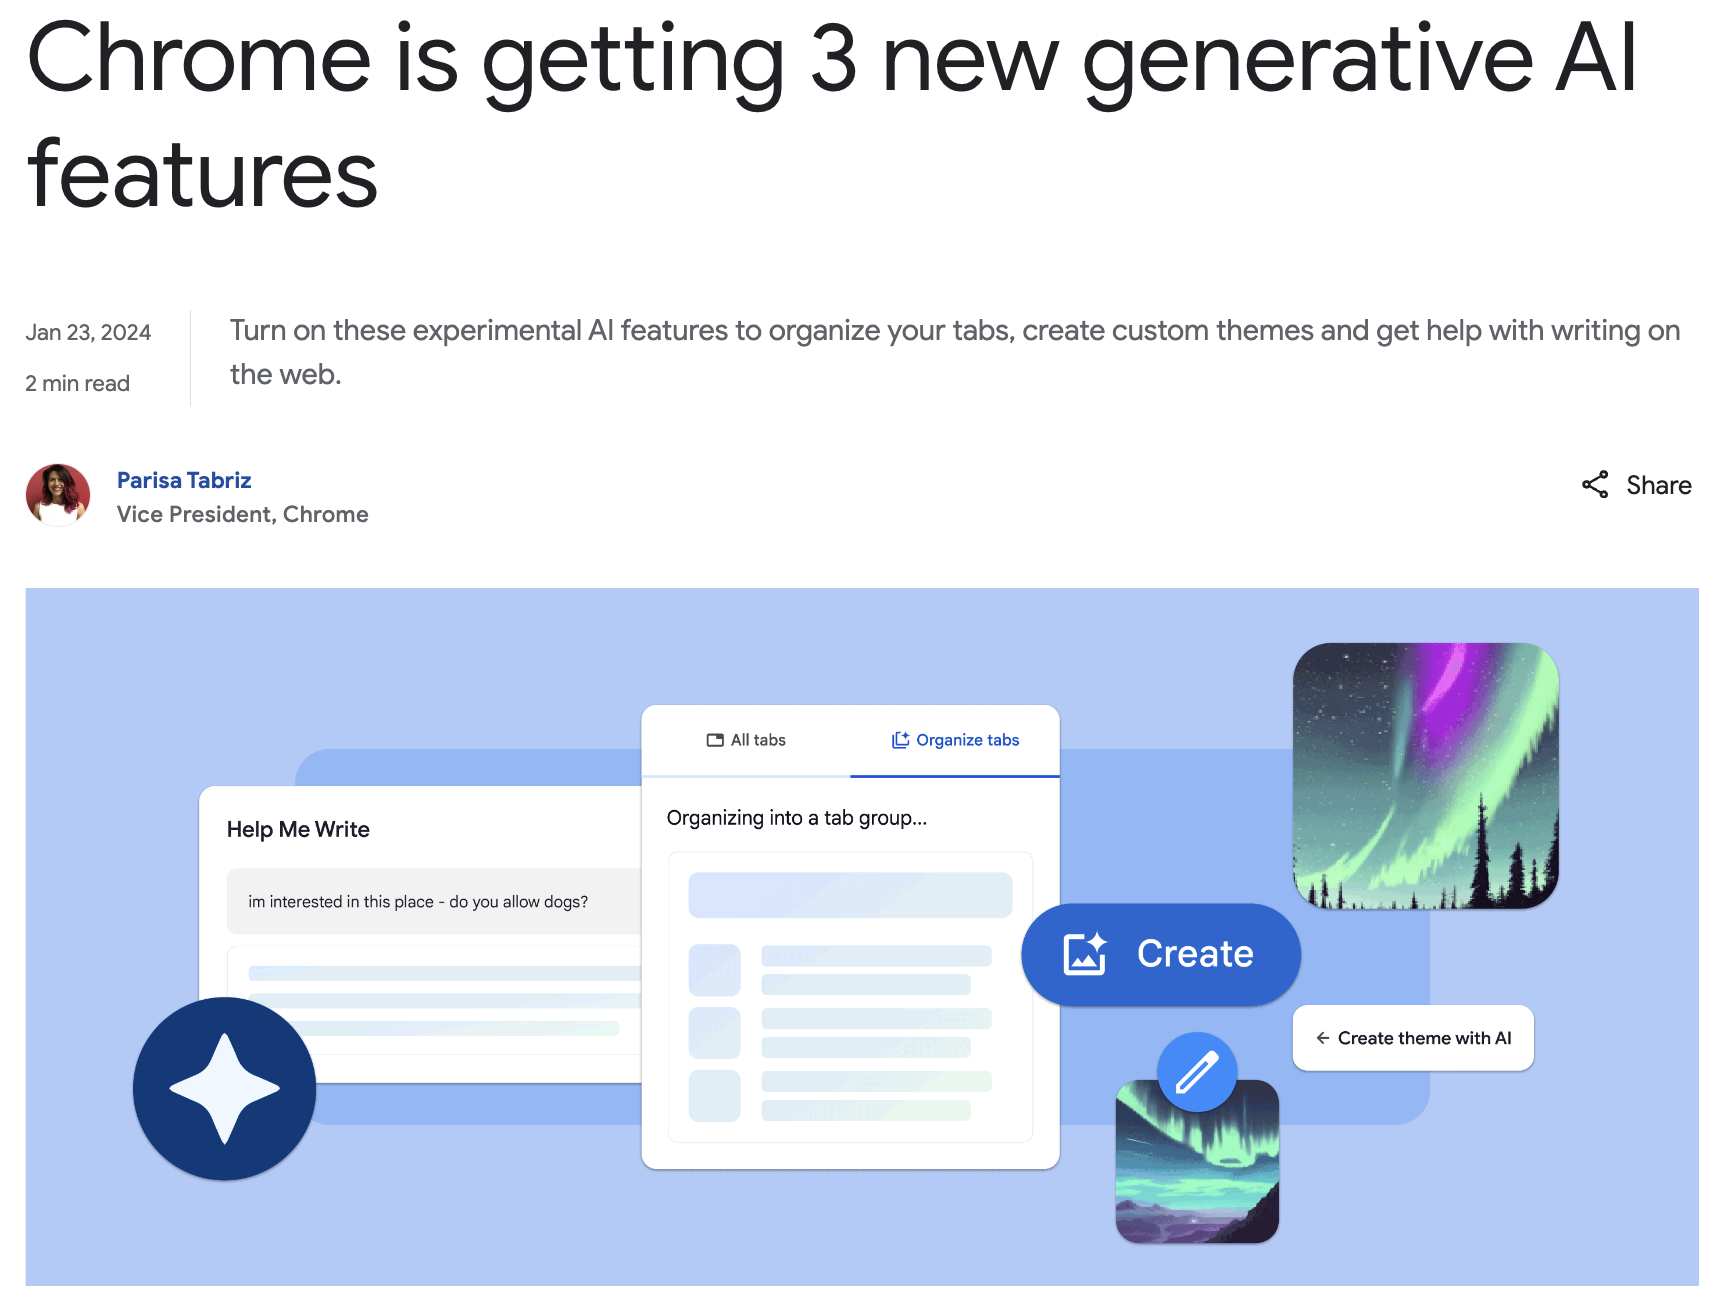 Chrome is getting 3 new generative AI
features
Jan 23, 2024
2 min read
Turn on these experimental AI features to organize your tabs, create custom themes and get help with writing on
the web.
Parisa Tabriz
Vice President, Chrome
Share
Help Me Write
im interested in this place - do you allow dogs?
All tabs
Organize tabs
Organizing into a tab group...
Create
Create theme with AI